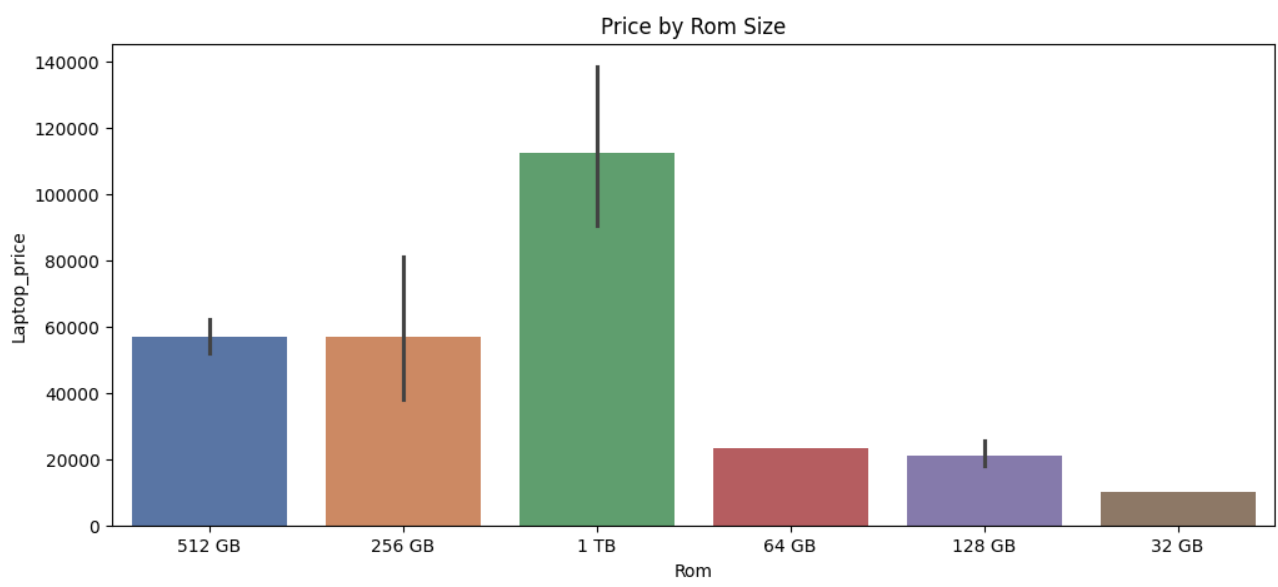 Price by Rom Size
Laptop_price
140000
120000
100000
80000
60000
40000
20000
0
512 GB 256 GB 1 TB 64 GB 128 GB 32 GB
Rom